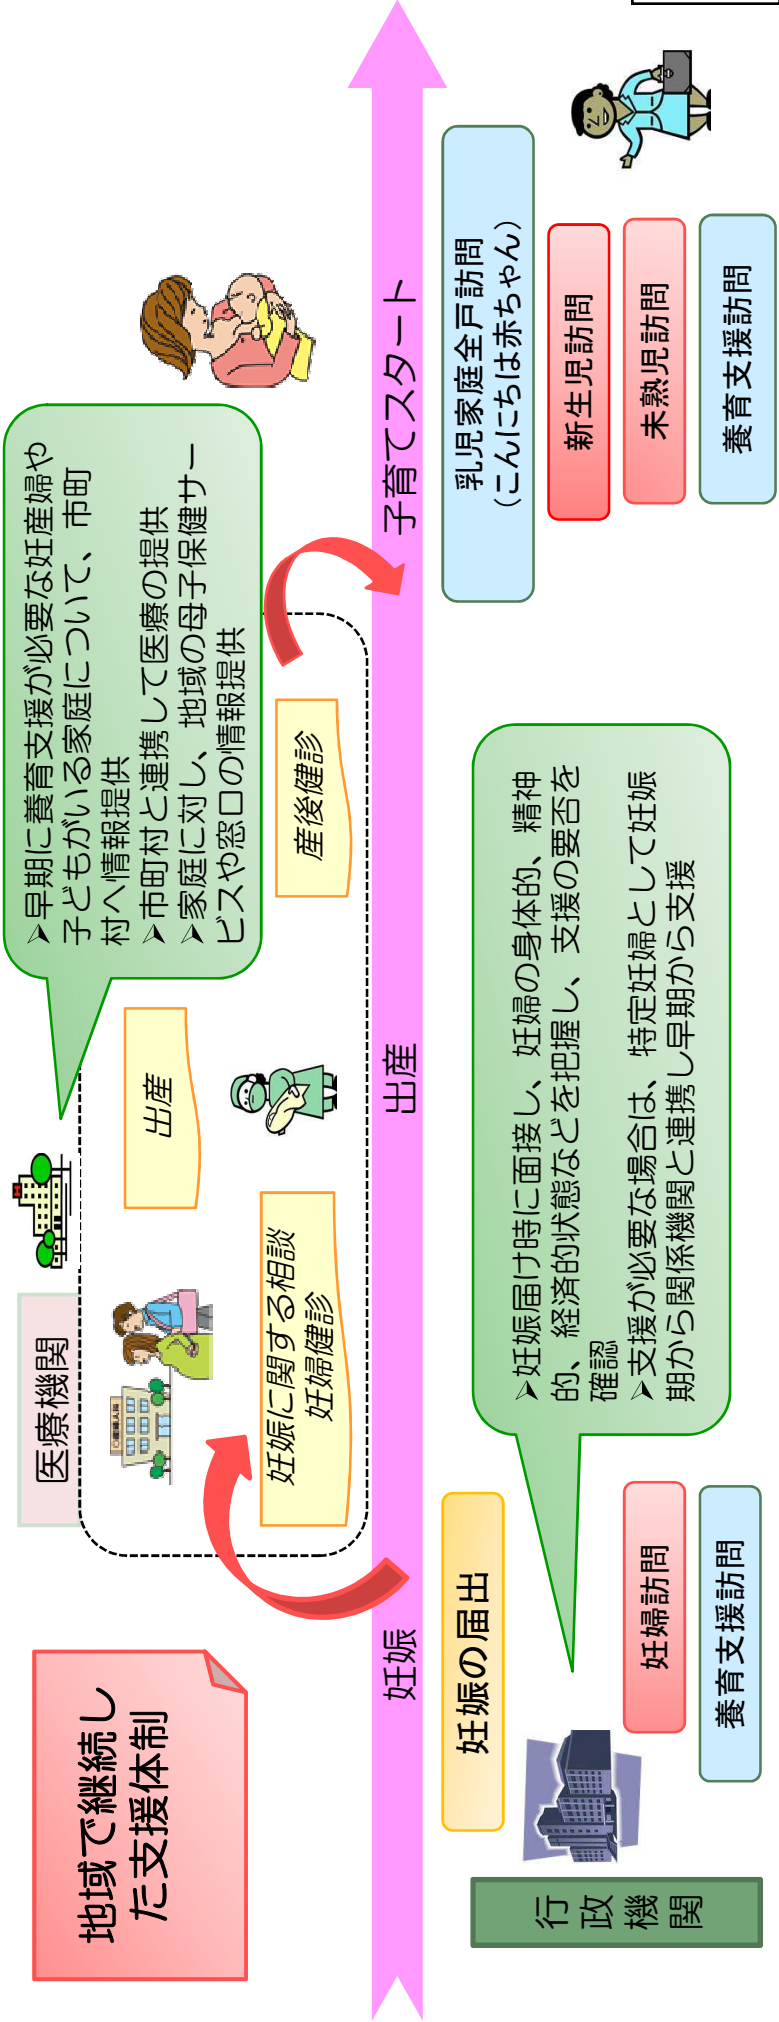 地域で継続し
た支援体制
医療機関
妊娠に関する相談
妊婦健診
出産
産後健診
➢早期に養育支援が必要な妊産婦や
子どもがいる家庭について、市町
村へ情報提供
➢市町村と連携して医療の提供
➢家庭に対し、地域の母子保健サー
ビスや窓口の情報提供
妊娠
出産
子育てスタート
行政機関
妊娠の届出
妊婦訪問
養育支援訪問
➢妊娠届け時に面接し、妊婦の身体的、精神
的、経済的状態などを把握し、支援の要否を
確認
➢支援が必要な場合は、特定妊婦として妊娠
期から関係機関と連携し早期から支援
乳児家庭全戸訪問
（こんにちは赤ちゃん）
新生児訪問
未熟児訪問
養育支援訪問